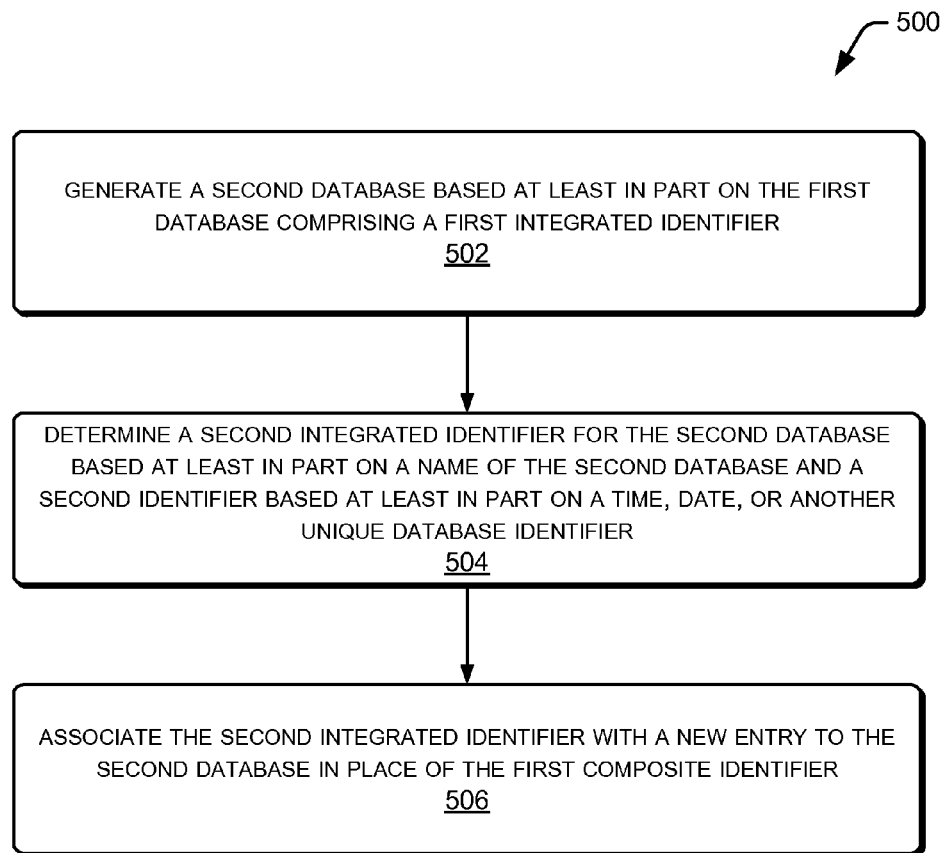 500
GENERATE A SECOND DATABASE BASED AT LEAST IN PART ON THE FIRST
DATABASE COMPRISING A FIRST INTEGRATED IDENTIFIER
502
DETERMINE A SECOND INTEGRATED IDENTIFIER FOR THE SECOND DATABASE
BASED AT LEAST IN PART ON A NAME OF THE SECOND DATABASE AND A
SECOND IDENTIFIER BASED AT LEAST IN PART ON A TIME, DATE, OR ANOTHER
UNIQUE DATABASE IDENTIFIER
504
ASSOCIATE THE SECOND INTEGRATED IDENTIFIER WITH A NEW ENTRY TO THE
SECOND DATABASE IN PLACE OF THE FIRST COMPOSITE IDENTIFIER
506